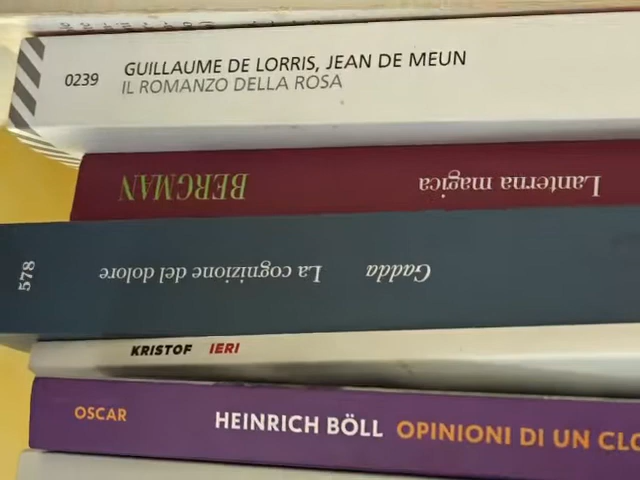 0239
GUILLAUME DE LORRIS, JEAN DE MEUN
IL ROMANZO DELLA ROSA
BERGMAN
Lanterna magica
578
Gadda
La cognizione del dolore
KRISTOF IERI
OSCAR
HEINRICH BÖLL OPINIONI DI UN CLO